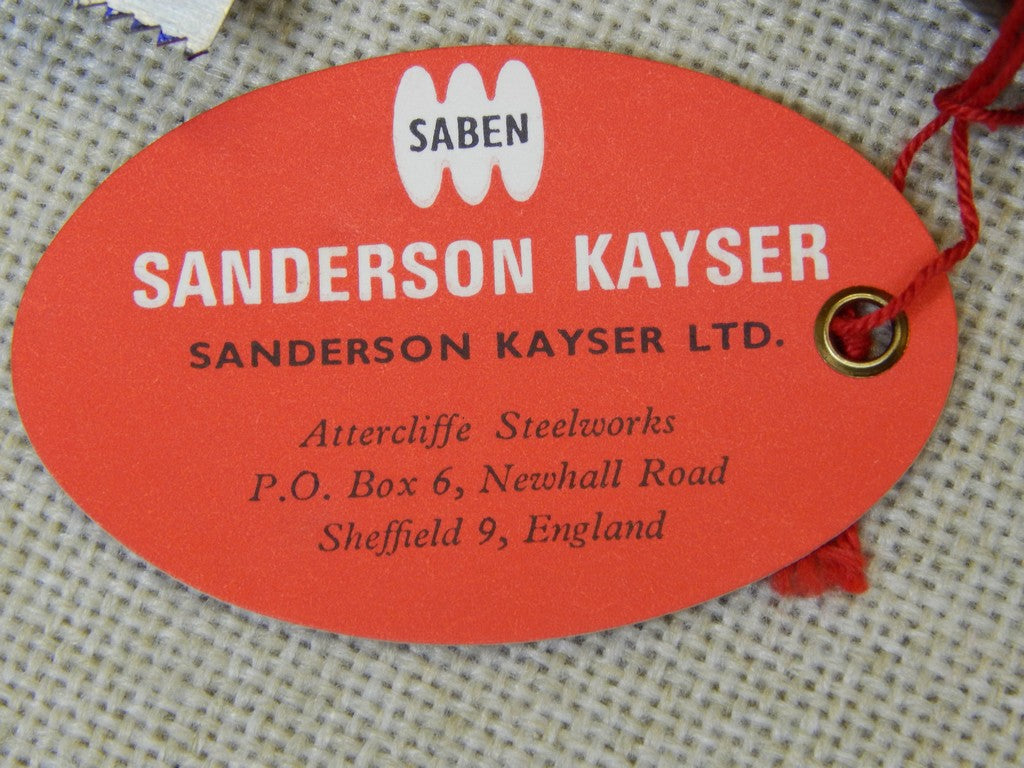 SABEN
SANDERSON KAYSER
SANDERSON KAYSER LTD.
Attercliffe Steelworks
P.O. Box 6, Newhall Road
Sheffield 9, England